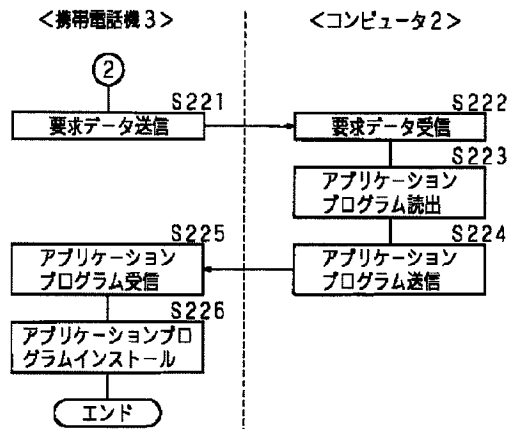 <携帯電話機3>
<コンピュータ2>
2
S221
要求データ送信
S222
要求データ受信
S223
アプリケーション
プログラム読出
S224
アプリケーション
プログラム送信
S225
アプリケーション
プログラム受信
S226
アプリケーションプロ
グラムインストール
エンド